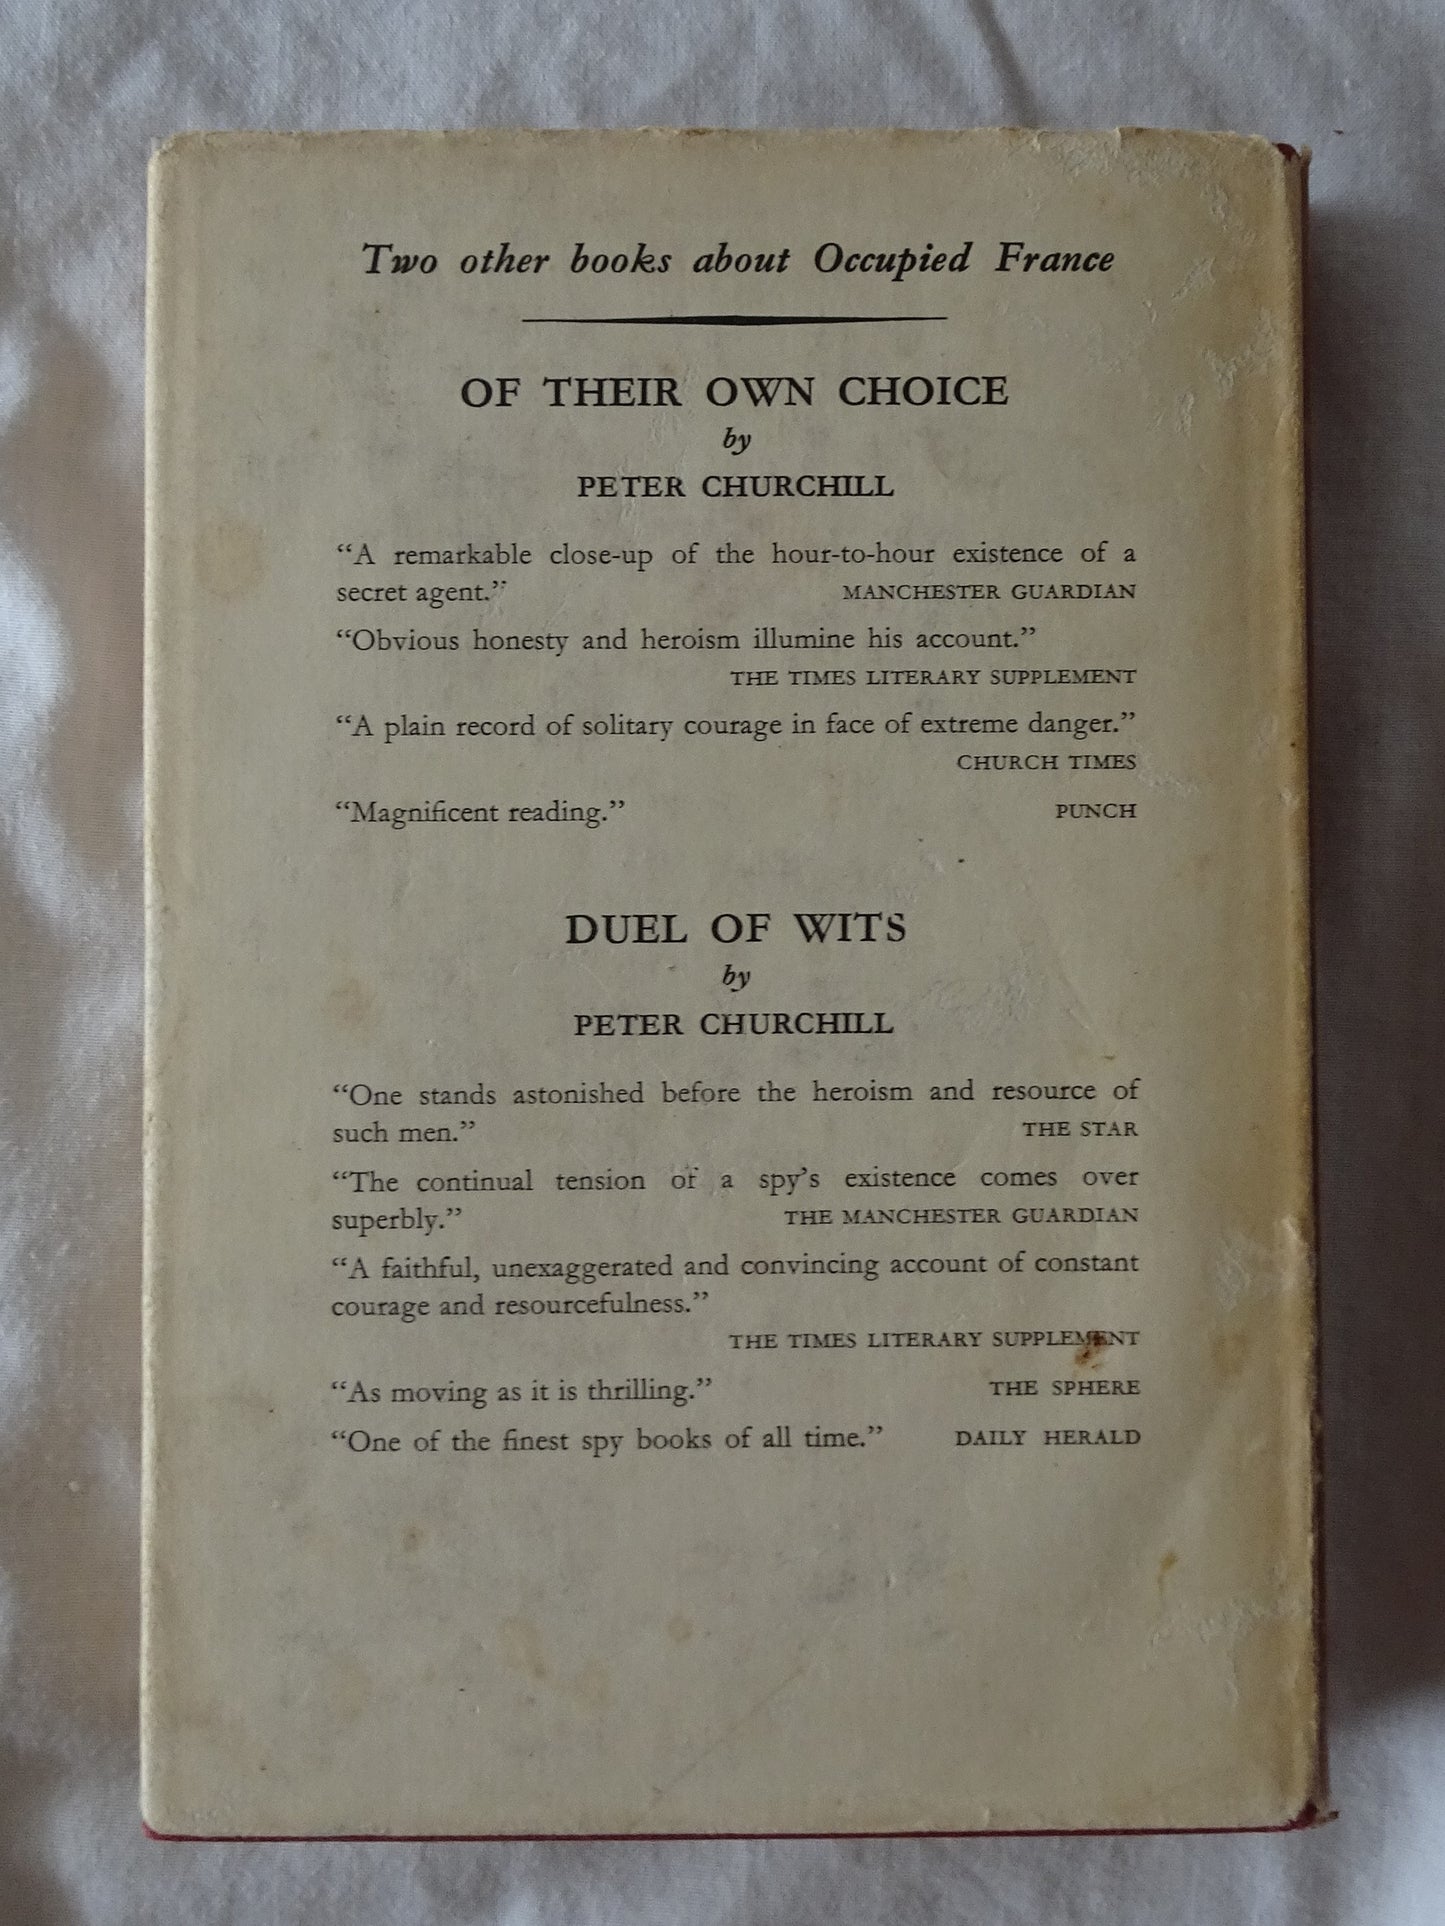 Two other books about Occupied France
OF THEIR OWN CHOICE
by
PETER CHURCHILL
“A remarkable close-up of the hour-to-hour existence of a
secret agent.” MANCHESTER GUARDIAN
“Obvious honesty and heroism illumine his account.”
THE TIMES LITERARY SUPPLEMENT
“A plain record of solitary courage in face of extreme danger.”
CHURCH TIMES
“Magnificent reading.” PUNCH
DUEL OF WITS
by
PETER CHURCHILL
“One stands astonished before the heroism and resource of
such men.” THE STAR
“The continual tension of a spy’s existence comes over
superbly.” THE MANCHESTER GUARDIAN
“A faithful, unexaggerated and convincing account of constant
courage and resourcefulness.”
THE TIMES LITERARY SUPPLEMENT
“As moving as it is thrilling.” THE SPHERE
“One of the finest spy books of all time.” DAILY HERALD